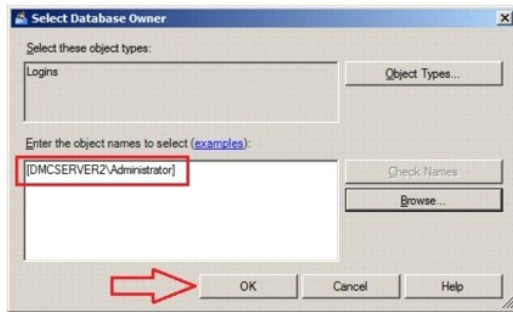 Select Database Owner
Select these object types:
Logins
Object Types...
Enter the object names to select (examples):
[DMCSERVER2\Administrator]
Check Names
Browse...
OK
Cancel
Help